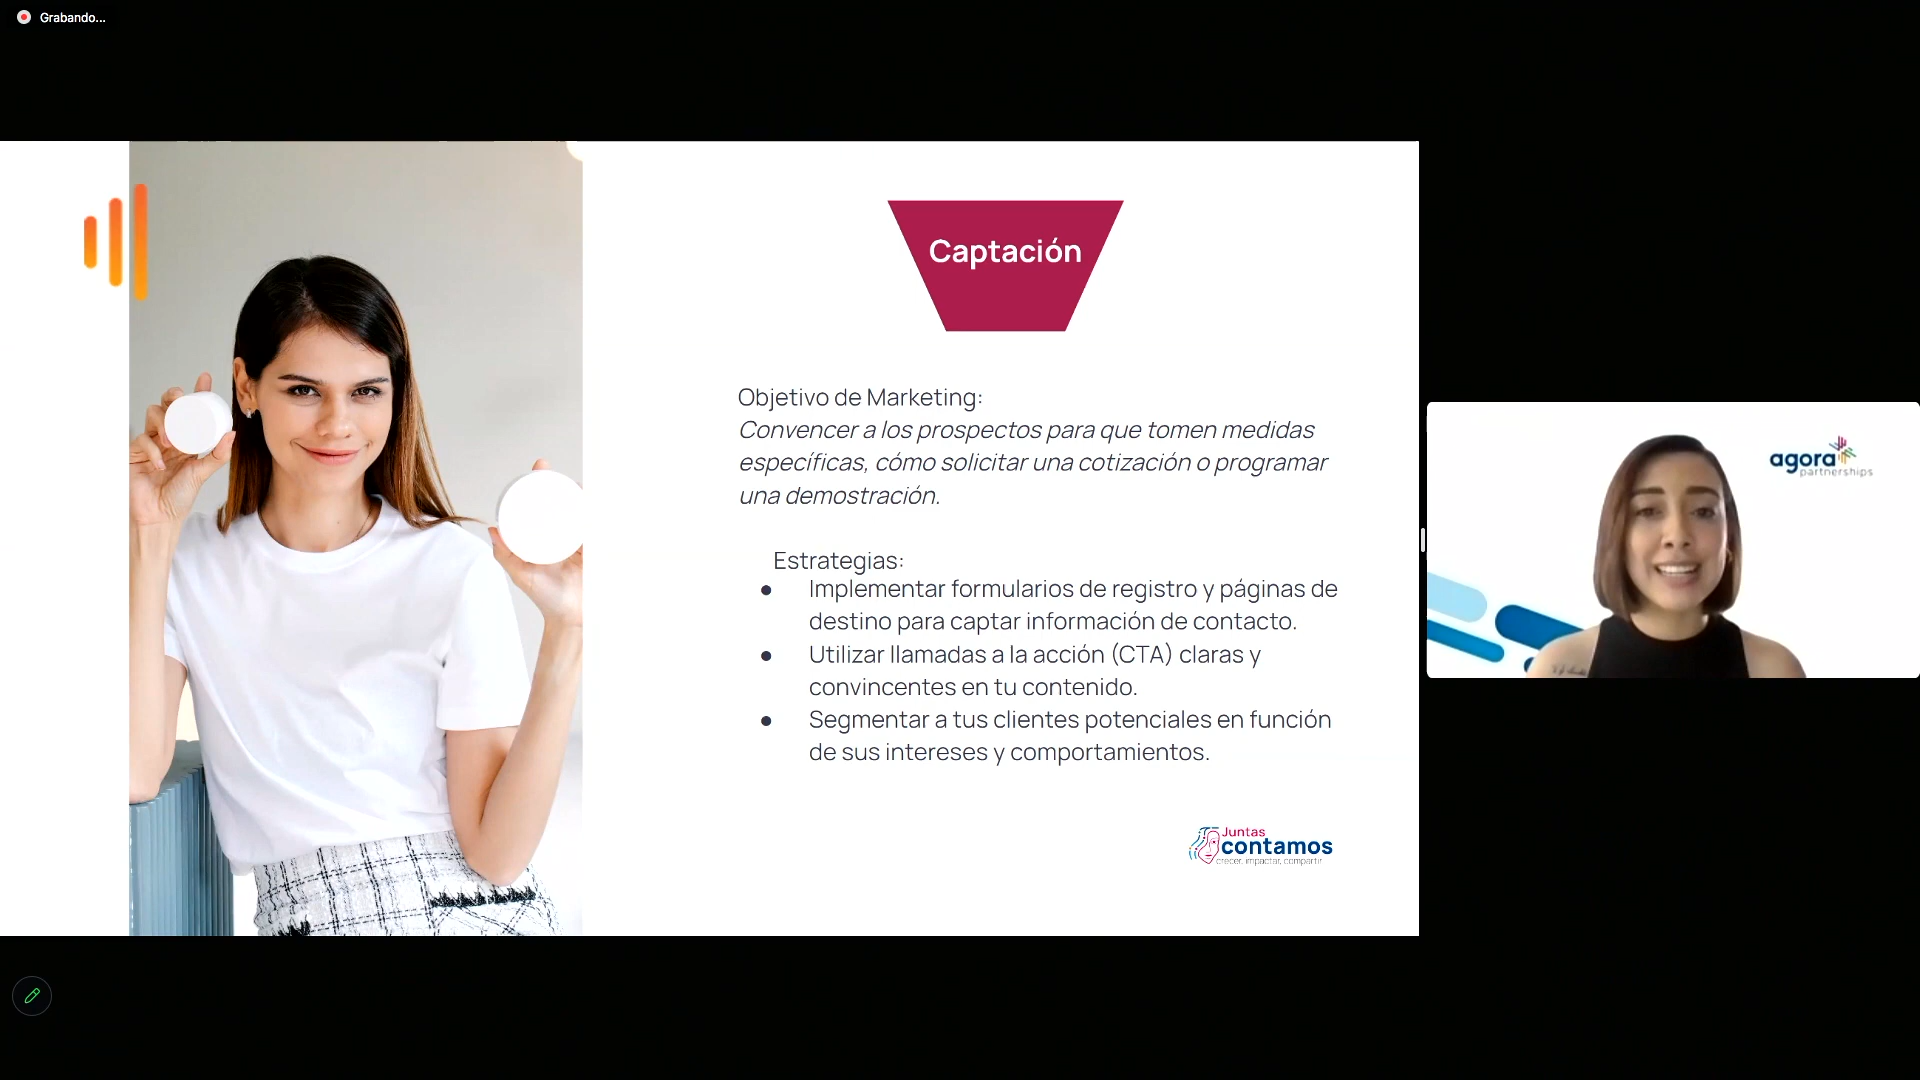 Grabando...
Captación
Objetivo de Marketing:
Convencer a los prospectos para que tomen medidas
específicas, cómo solicitar una cotización o programar
una demostración.
Estrategias:
● Implementar formularios de registro y páginas de
destino para captar información de contacto.
● Utilizar llamadas a la acción (CTA) claras y
convincentes en tu contenido.
● Segmentar a tus clientes potenciales en función
de sus intereses y comportamientos.
Juntas
contamos
crecer, impactar, compartir
agora
partnerships